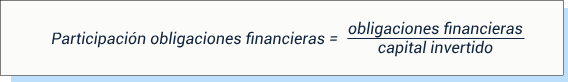 Participación obligaciones financieras = obligaciones financieras
capital invertido